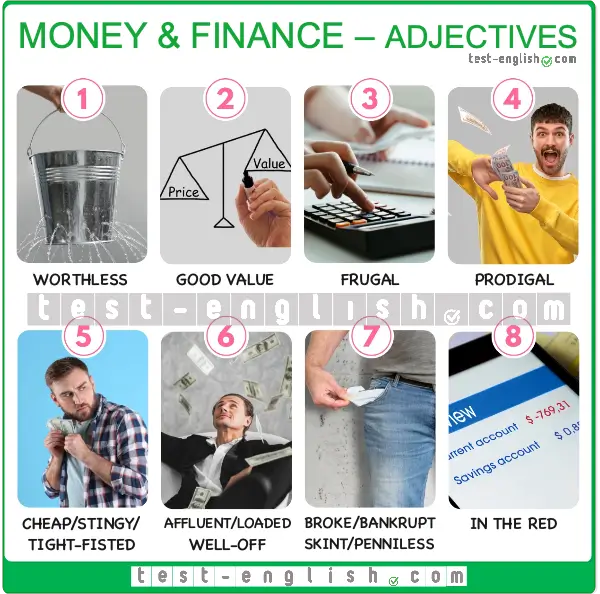 MONEY & FINANCE – ADJECTIVES
test-english.com
1
2
3
4
Price
Value
WORTHLESS
GOOD VALUE
FRUGAL
PRODIGAL
test-english.com
5
6
7
8
iew
rrent account $ -769,31
Savings account $ 0,8
CHEAP/STINGY/
TIGHT-FISTED
AFFLUENT/LOADED
WELL-OFF
BROKE/BANKRUPT
SKINT/PENNILESS
IN THE RED
test-english.com